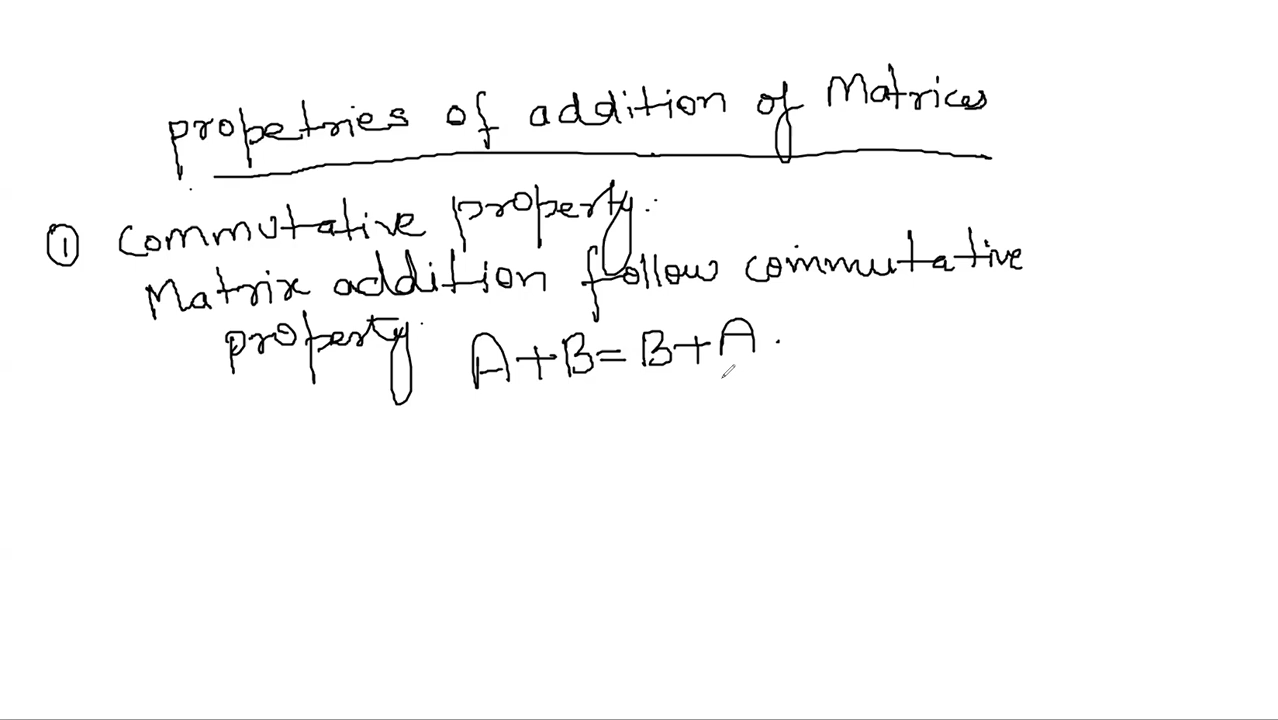 propetries of addition of Matrices
① Commutative property.
Matrix addition follow commutative
property. A+B=B+A.